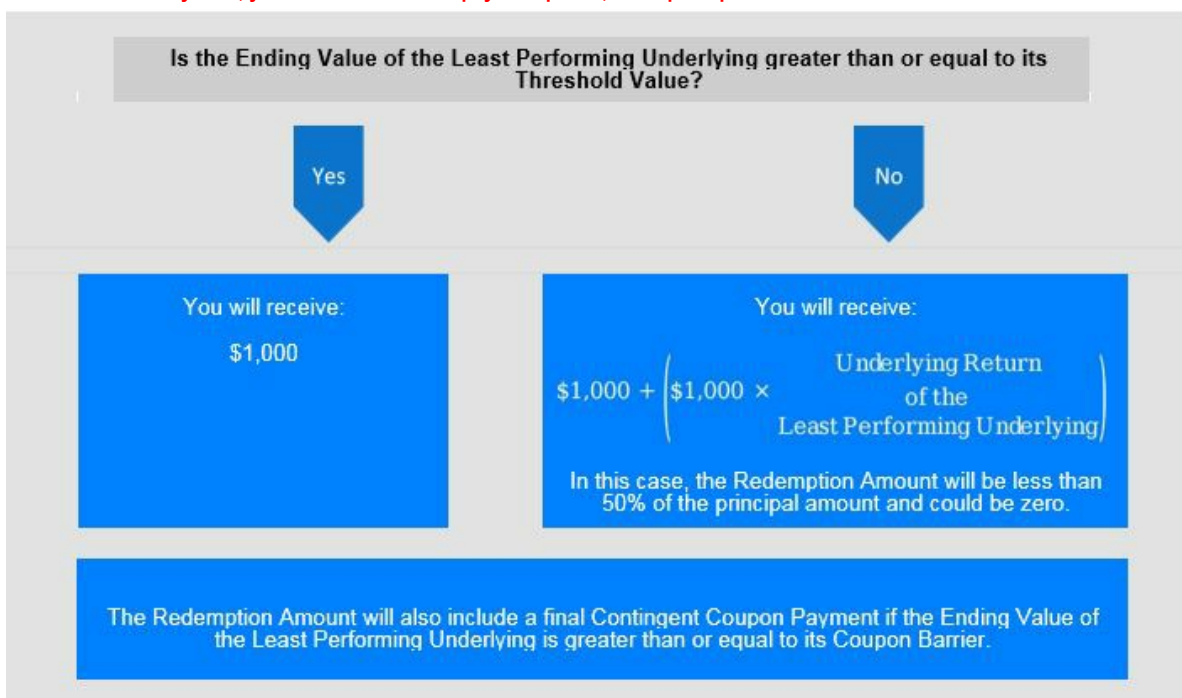 Is the Ending Value of the Least Performing Underlying greater than or equal to its
Threshold Value?
Yes
No
You will receive:
$1,000
You will receive:
$1,000 + ($1,000 × Underlying Return
of the
Least Performing Underlying)
In this case, the Redemption Amount will be less than
50% of the principal amount and could be zero.
The Redemption Amount will also include a final Contingent Coupon Payment if the Ending Value of
the Least Performing Underlying is greater than or equal to its Coupon Barrier.